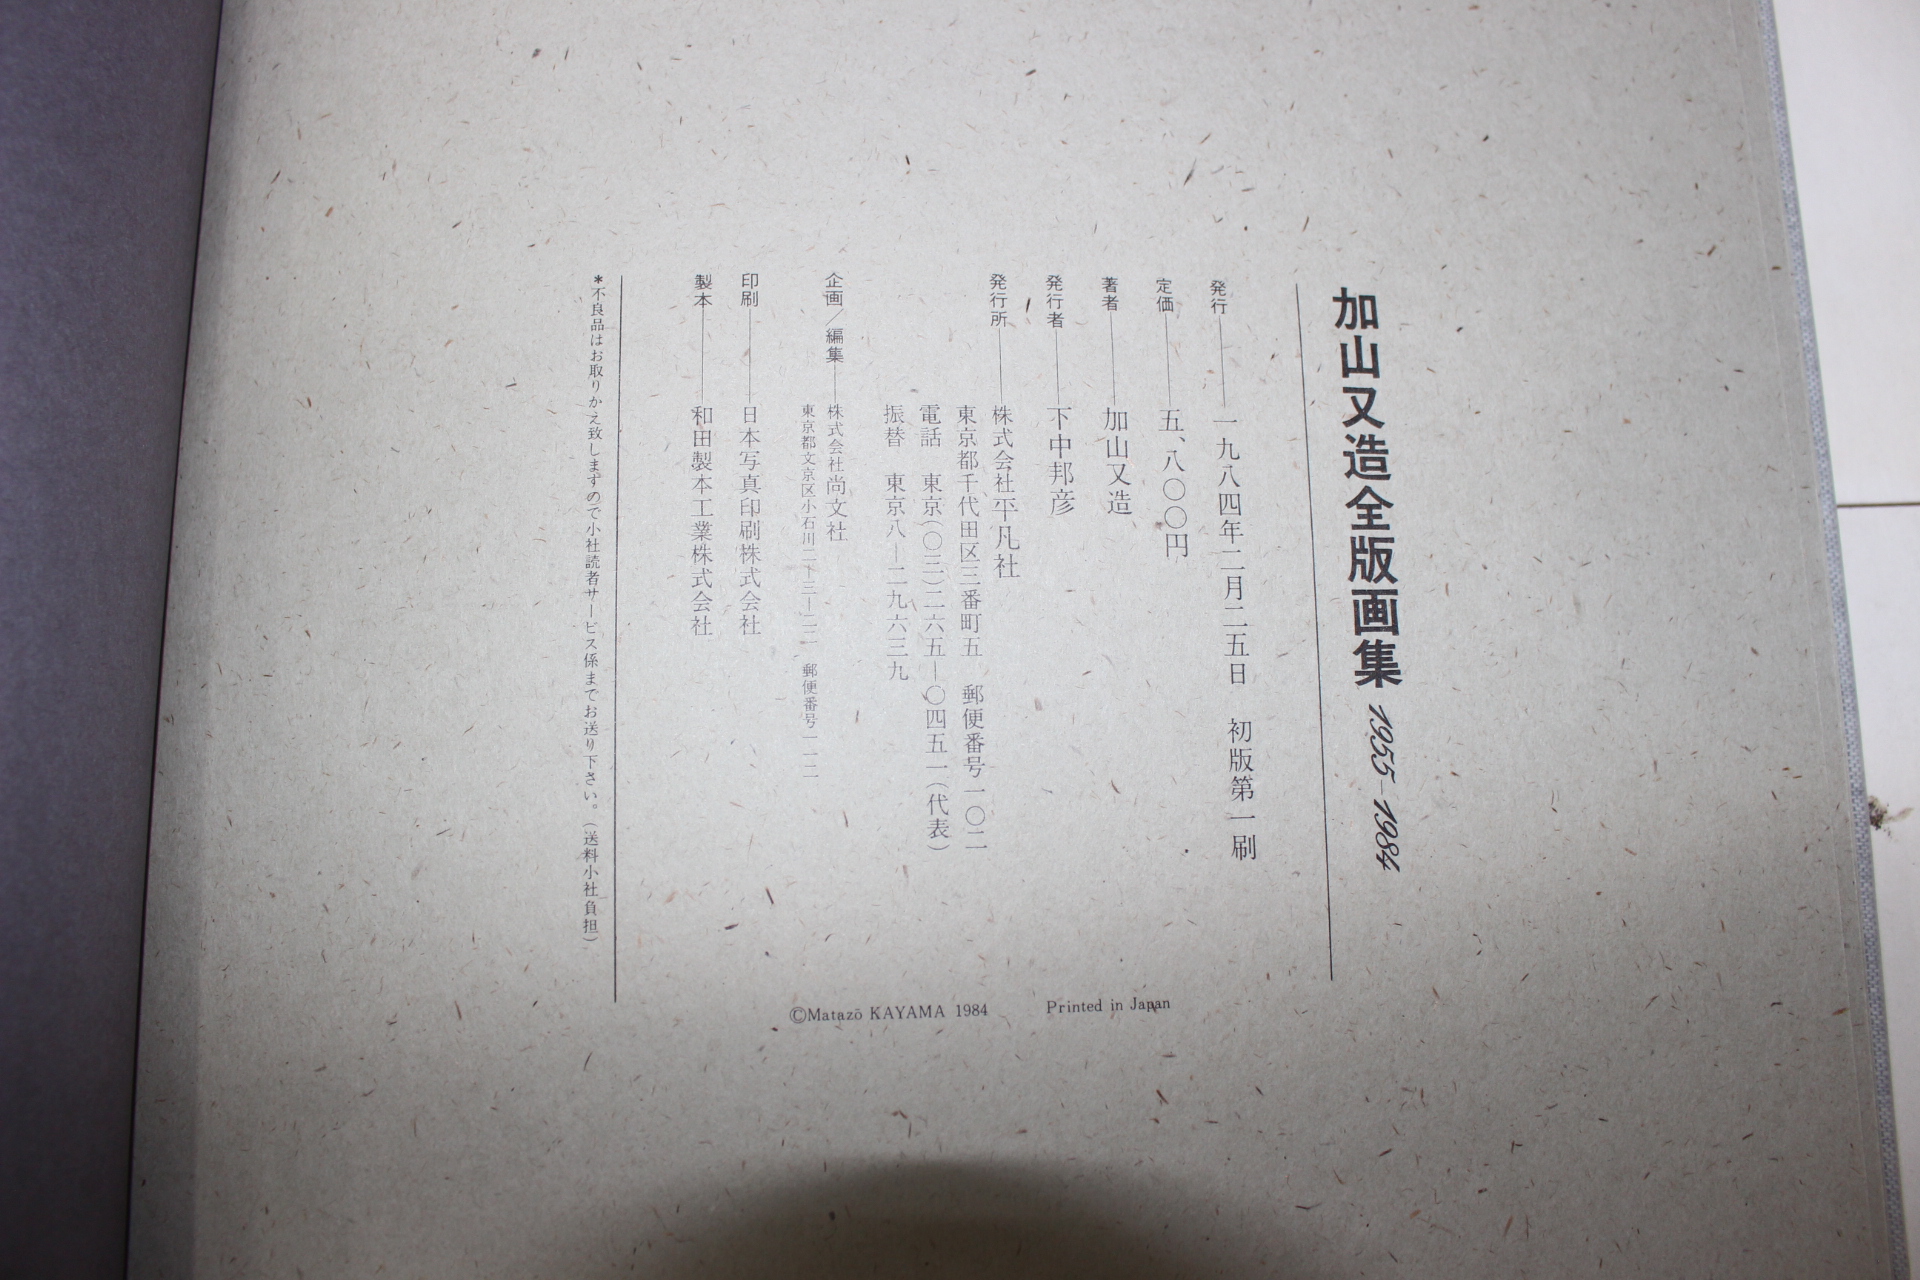 加山又造全版画集 1955-1984
発行――一九八四年二月二五日 初版第一刷
定価――五、八〇〇円
著者――加山又造
発行者――下中邦彦
発行所――株式会社平凡社
東京都千代田区三番町五 郵便番号一〇二
電話 東京(〇三)二六五―〇四五一(代表)
振替 東京八―二九六三九
企画/編集――株式会社尚文社
東京都文京区小石川二―三―二二 郵便番号一一二
印刷――日本写真印刷株式会社
製本――和田製本工業株式会社
*不良品はお取りかえ致しますので小社読者サービス係までお送り下さい。(送料小社負担)
©Matazō KAYAMA 1984 Printed in Japan